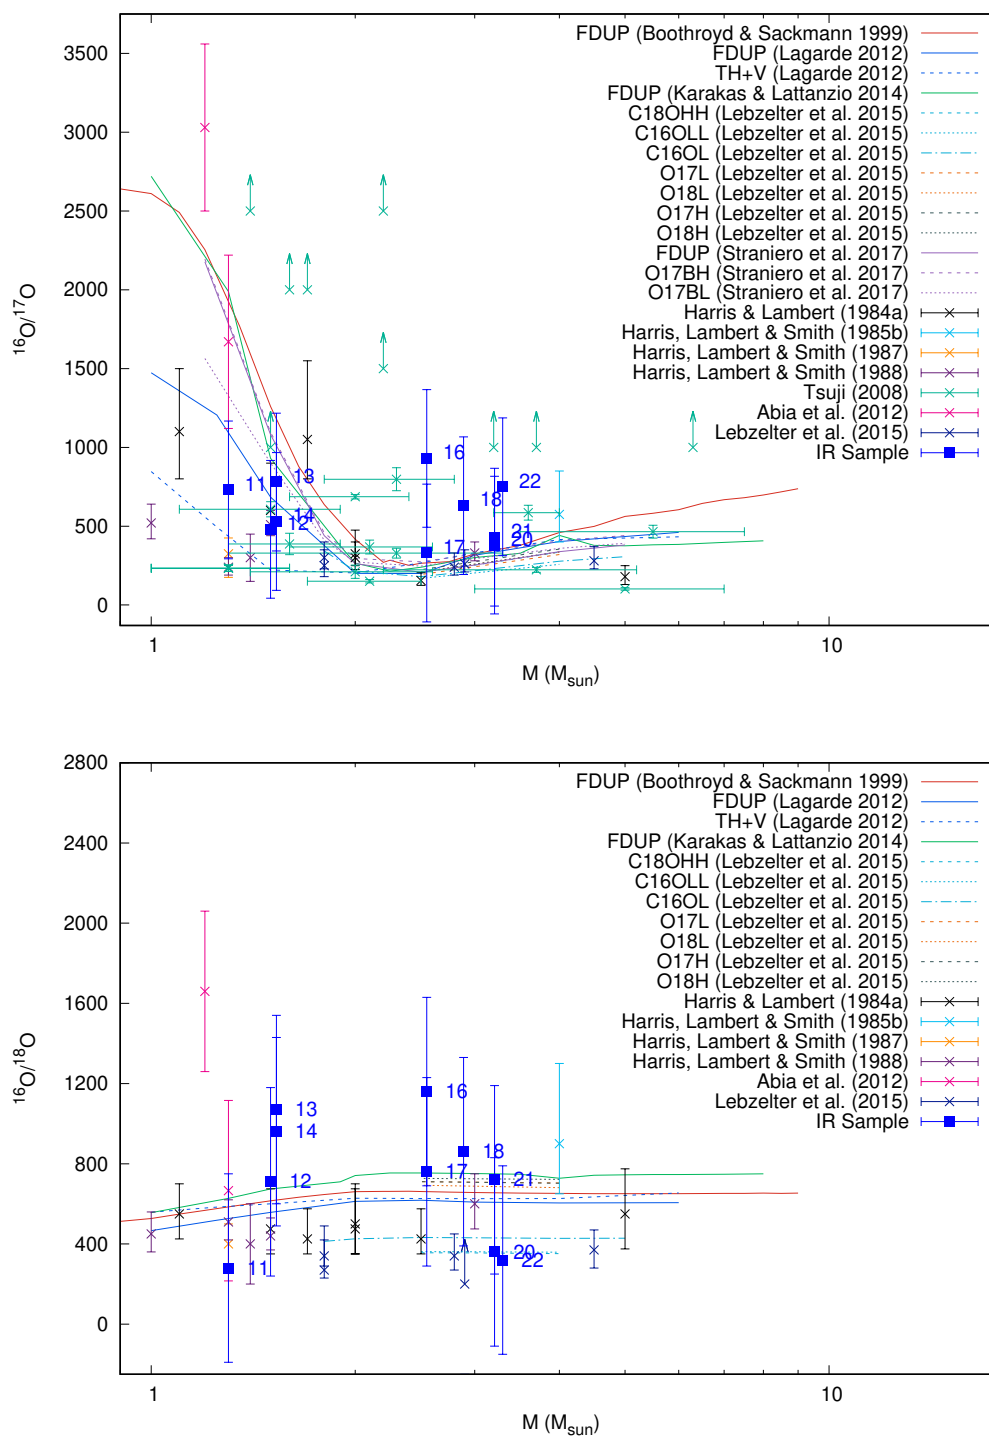 3500
3000
2500
2000
1500
1000
500
0
16O/17O
1
10
M (Msun)
FDUP (Boothroyd & Sackmann 1999)
FDUP (Lagarde 2012)
TH+V (Lagarde 2012)
FDUP (Karakas & Lattanzio 2014)
C18OHH (Lebzelter et al. 2015)
C16OLL (Lebzelter et al. 2015)
C16OL (Lebzelter et al. 2015)
O17L (Lebzelter et al. 2015)
O18L (Lebzelter et al. 2015)
O17H (Lebzelter et al. 2015)
O18H (Lebzelter et al. 2015)
FDUP (Straniero et al. 2017)
O17BH (Straniero et al. 2017)
O17BL (Straniero et al. 2017)
Harris & Lambert (1984a)
Harris, Lambert & Smith (1985b)
Harris, Lambert & Smith (1987)
Harris, Lambert & Smith (1988)
Tsuji (2008)
Abia et al. (2012)
Lebzelter et al. (2015)
IR Sample
11
13
14
12
16
17
18
22
21
20
2800
2400
2000
1600
1200
800
400
0
16O/18O
1
10
M (Msun)
FDUP (Boothroyd & Sackmann 1999)
FDUP (Lagarde 2012)
TH+V (Lagarde 2012)
FDUP (Karakas & Lattanzio 2014)
C18OHH (Lebzelter et al. 2015)
C16OLL (Lebzelter et al. 2015)
C16OL (Lebzelter et al. 2015)
O17L (Lebzelter et al. 2015)
O18L (Lebzelter et al. 2015)
O17H (Lebzelter et al. 2015)
O18H (Lebzelter et al. 2015)
Harris & Lambert (1984a)
Harris, Lambert & Smith (1985b)
Harris, Lambert & Smith (1987)
Harris, Lambert & Smith (1988)
Abia et al. (2012)
Lebzelter et al. (2015)
IR Sample
13
14
12
11
16
17
18
21
20
22